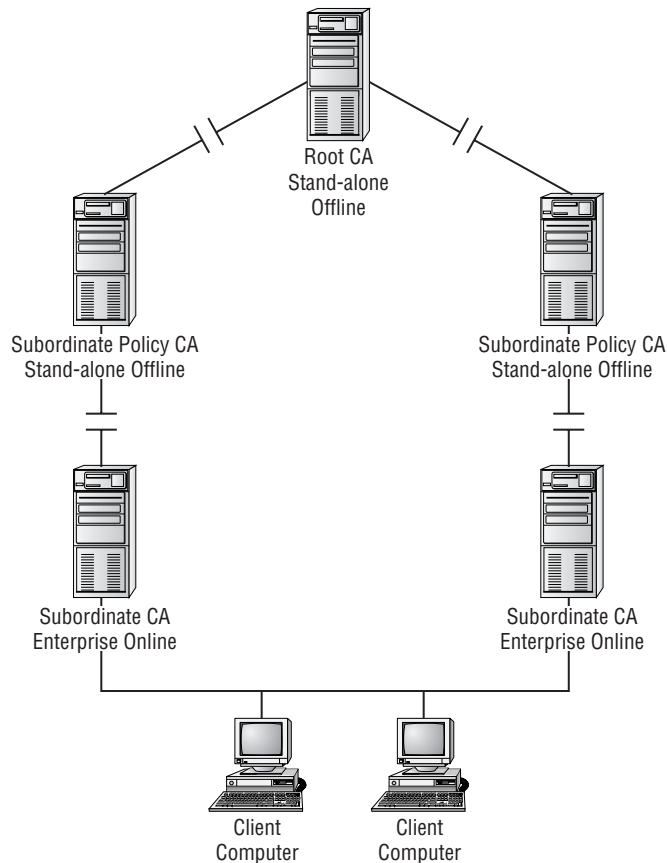 Root CA
Stand-alone
Offline
Subordinate Policy CA
Stand-alone Offline
Subordinate Policy CA
Stand-alone Offline
Subordinate CA
Enterprise Online
Subordinate CA
Enterprise Online
Client
Computer
Client
Computer